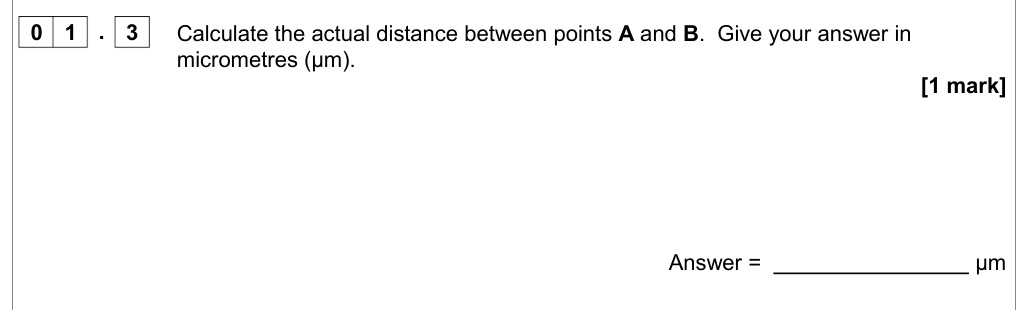 0 1 . 3 Calculate the actual distance between points A and B. Give your answer in
micrometres (µm).
[1 mark]
Answer = ________________ µm